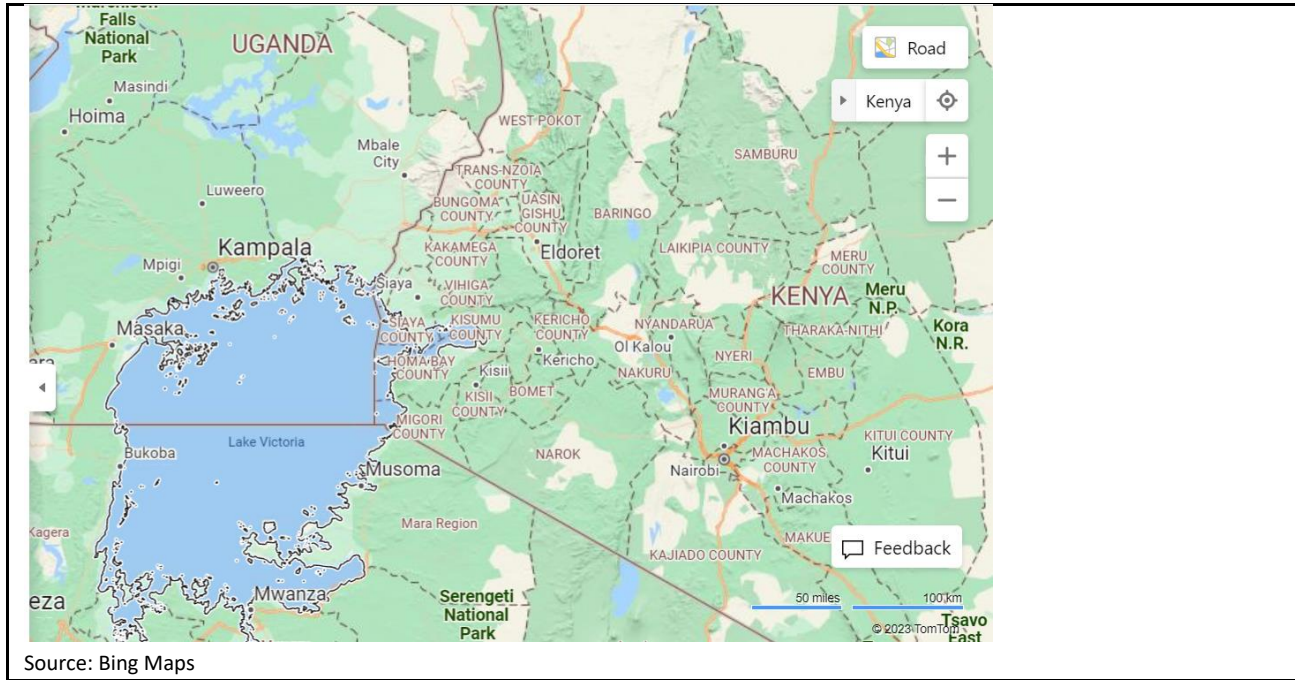 Murchison
Falls
National
Park
UGANDA
Road
Masindi
Kenya
Hoima
WEST POKOT
Mbale
City
SAMBURU
TRANS-NZOIA
COUNTY
Luweero
BUNGOMA
COUNTY
UASIN
GISHU
COUNTY
BARINGO
Kampala
KAKAMEGA
COUNTY
Eldoret
LAIKIPIA COUNTY
MERU
COUNTY
Mpigi
Siaya
VIHIGA
COUNTY
KENYA
Meru
N.P.
Masaka
SIAYA
COUNTY
KISUMU
COUNTY
KERICHO
COUNTY
NYANDARUA
THARAKA-NITHI
Kora
N.R.
Ol Kalou
HOMA BAY
COUNTY
Kericho
NYERI
Kisii
NAKURU
EMBU
KISII
COUNTY
BOMET
MURANG'A
COUNTY
MIGORI
COUNTY
Kiambu
Lake Victoria
KITUI COUNTY
Bukoba
NAROK
MACHAKOS
COUNTY
Kitui
Musoma
Nairobi
Machakos
Mara Region
Kagera
MAKUE
Feedback
KAJIADO COUNTY
eza
Mwanza
Serengeti
National
Park
50 miles
100 km
© 2023 TomTom
Tsavo
East
Source: Bing Maps